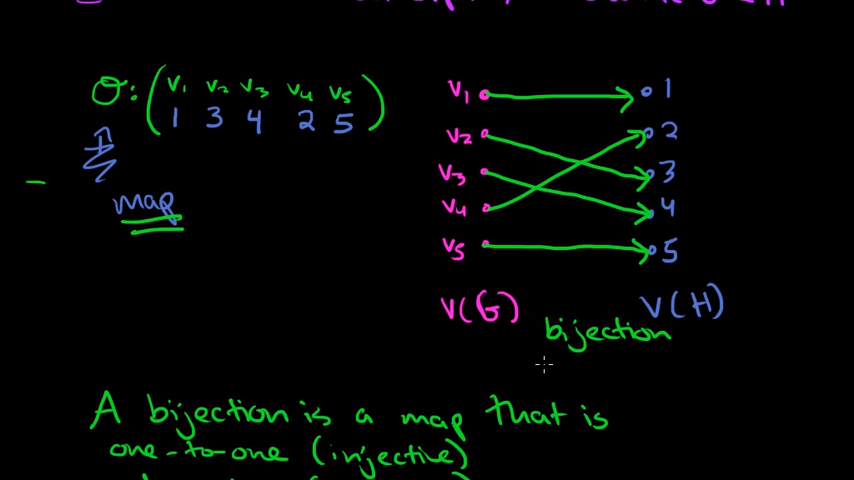 Θ: ( v₁ v₂ v₃ v₄ v₅ )
1 3 4 2 5
map
v₁ 1
v₂ 2
v₃ 3
v₄ 4
v₅ 5
V(G) V(H)
bijection
A bijection is a map that is
one-to-one (injective)